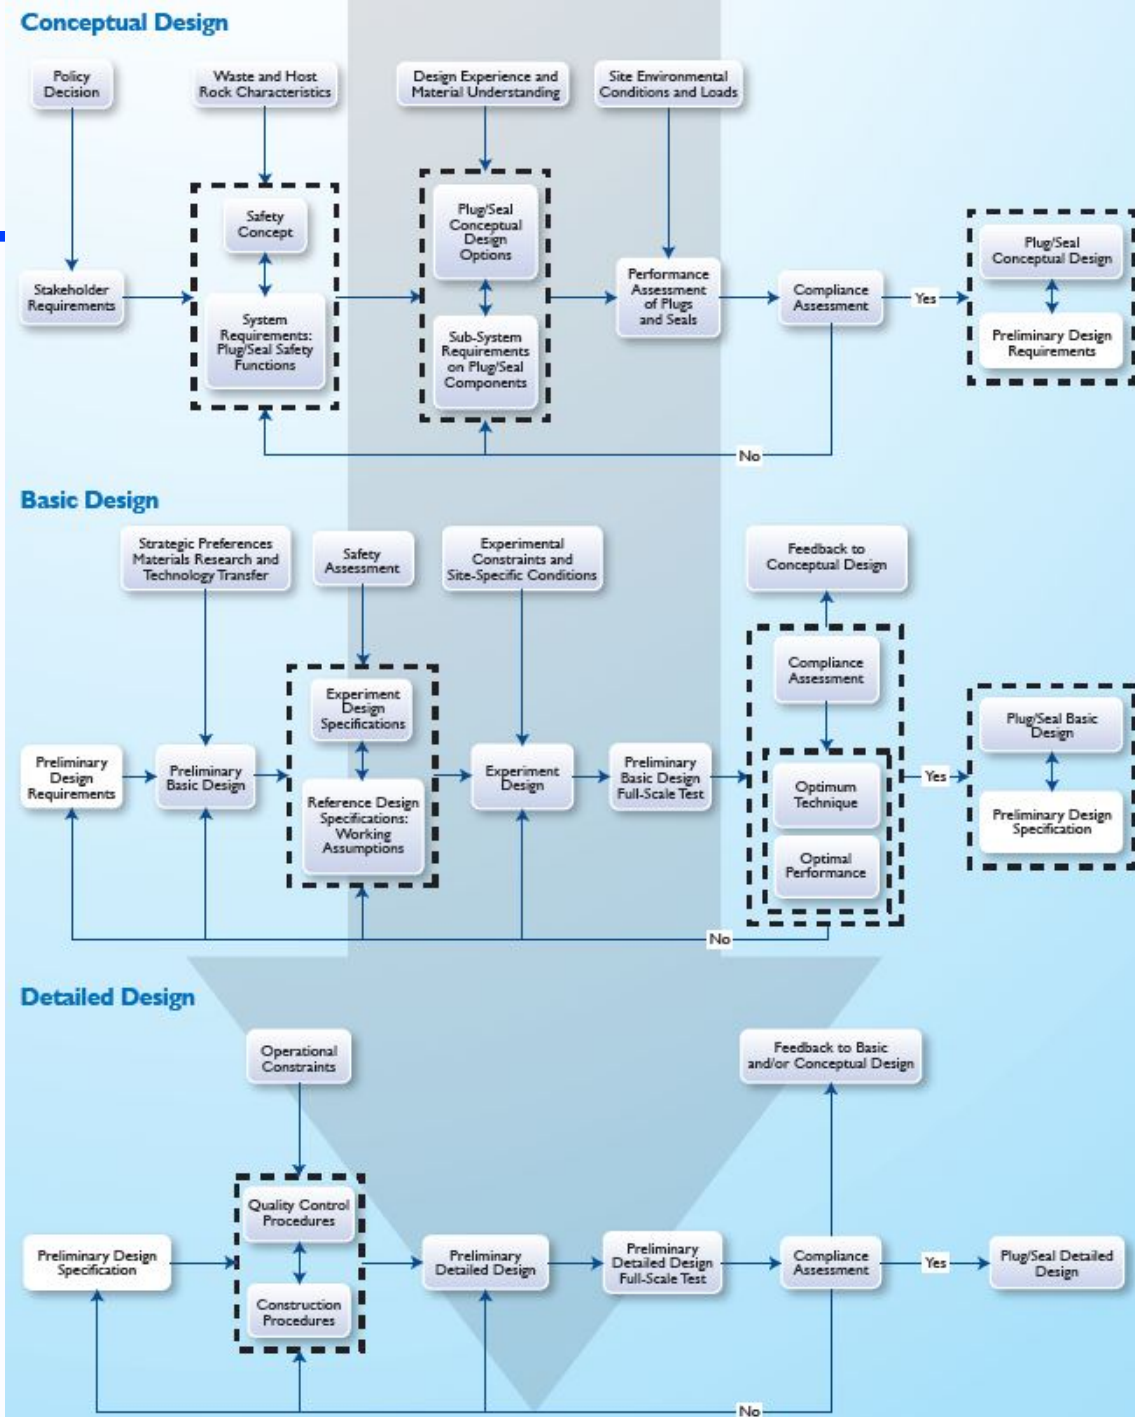 Conceptual Design
Policy
Decision
Waste and Host
Rock Characteristics
Design Experience and
Material Understanding
Site Environmental
Conditions and Loads
Safety
Concept
Plug/Seal
Conceptual
Design
Options
Plug/Seal
Conceptual Design
Stakeholder
Requirements
System
Requirements:
Plug/Seal Safety
Functions
Sub-System
Requirements
on Plug/Seal
Components
Performance
Assessment
of Plugs
and Seals
Compliance
Assessment
Yes
Preliminary Design
Requirements
No
Basic Design
Strategic Preferences
Materials Research and
Technology Transfer
Safety
Assessment
Experimental
Constraints and
Site-Specific Conditions
Feedback to
Conceptual Design
Experiment
Design
Specifications
Compliance
Assessment
Plug/Seal Basic
Design
Preliminary
Design
Requirements
Preliminary
Basic Design
Reference Design
Specifications:
Working
Assumptions
Experiment
Design
Preliminary
Basic Design
Full-Scale Test
Optimum
Technique
Optimal
Performance
Yes
Preliminary Design
Specification
No
Detailed Design
Operational
Constraints
Feedback to Basic
and/or Conceptual Design
Quality Control
Procedures
Preliminary Design
Specification
Construction
Procedures
Preliminary
Detailed Design
Preliminary
Detailed Design
Full-Scale Test
Compliance
Assessment
Yes
Plug/Seal Detailed
Design
No